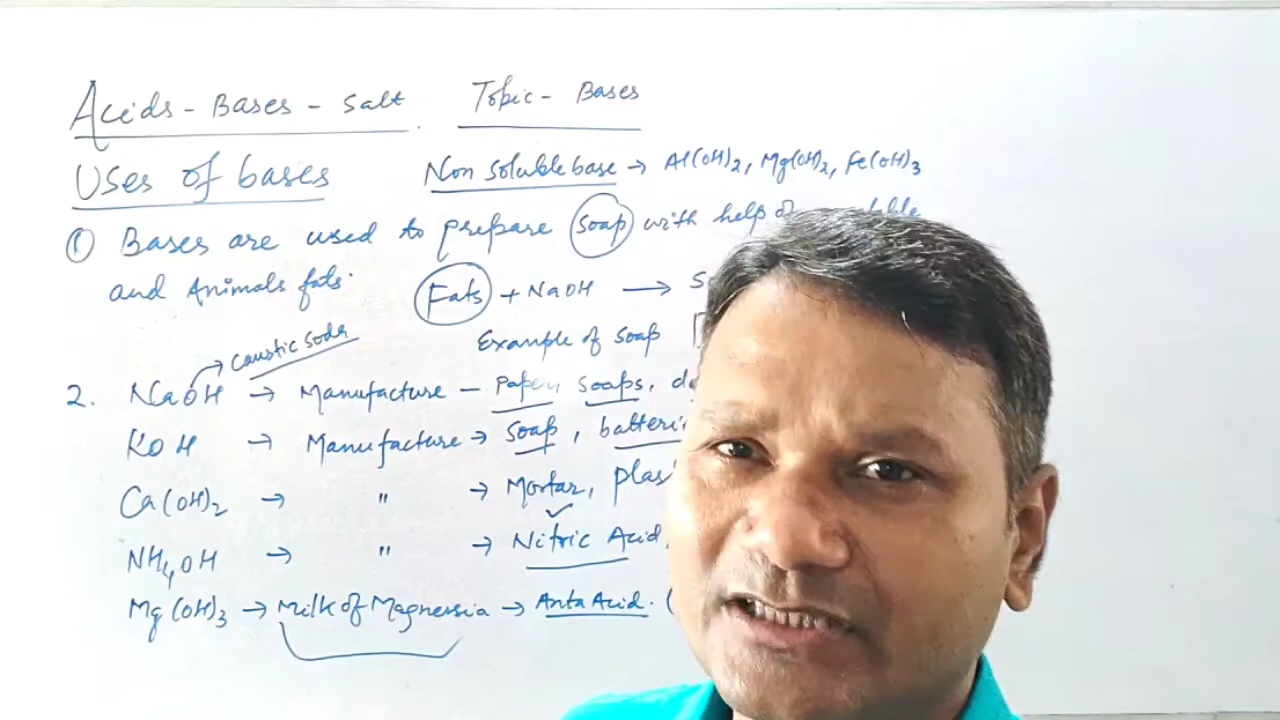 Acids - Bases - Salt Topic - Bases
Uses of bases Non soluble base → Al(OH)2, Mg(OH)2, Fe(OH)3
① Bases are used to prepare soap with help of
and Animals fats. Fats + NaOH →
Example of soap
caustic soda
2. NaOH → Manufacture - Paper, soaps,
KOH → Manufacture → soap,
Ca(OH)2 → " → Mortar,
NH4OH → " → Nitric Acid,
Mg(OH)3 → Milk of Magnessia → Anta Acid. (